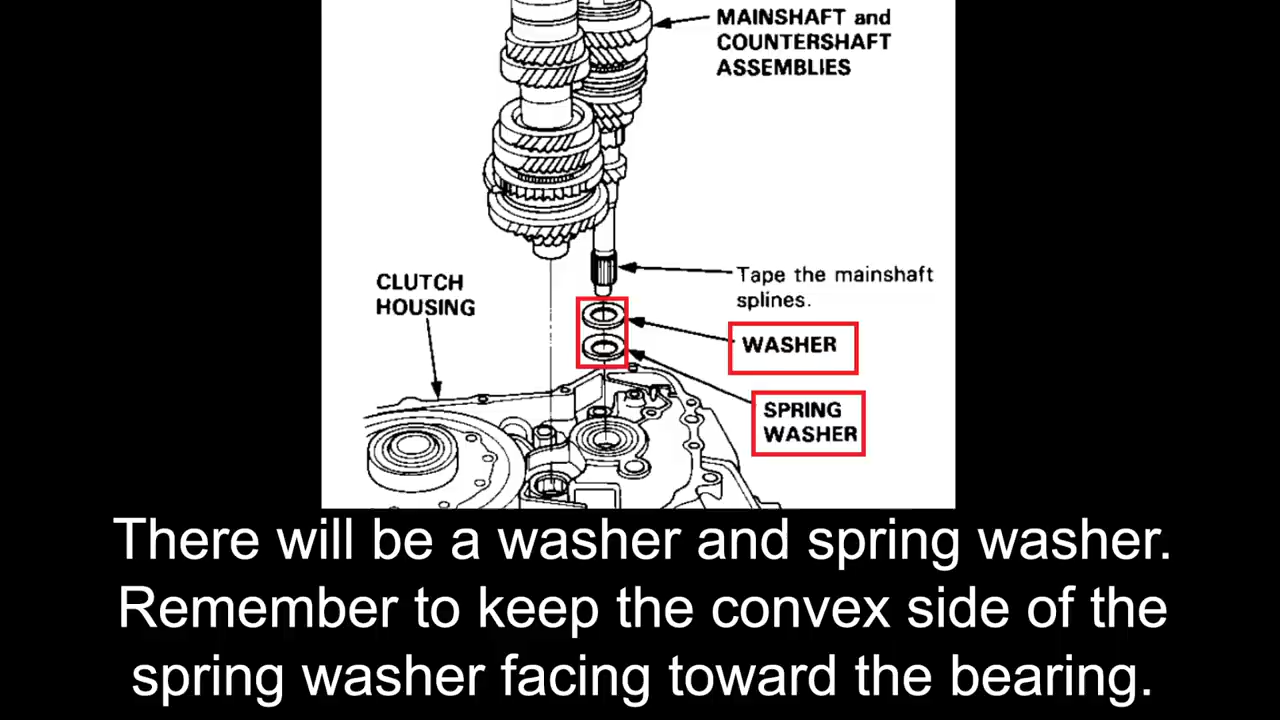 MAINSHAFT and
COUNTERSHAFT
ASSEMBLIES
Tape the mainshaft
splines.
CLUTCH
HOUSING
WASHER
SPRING
WASHER
There will be a washer and spring washer.
Remember to keep the convex side of the
spring washer facing toward the bearing.